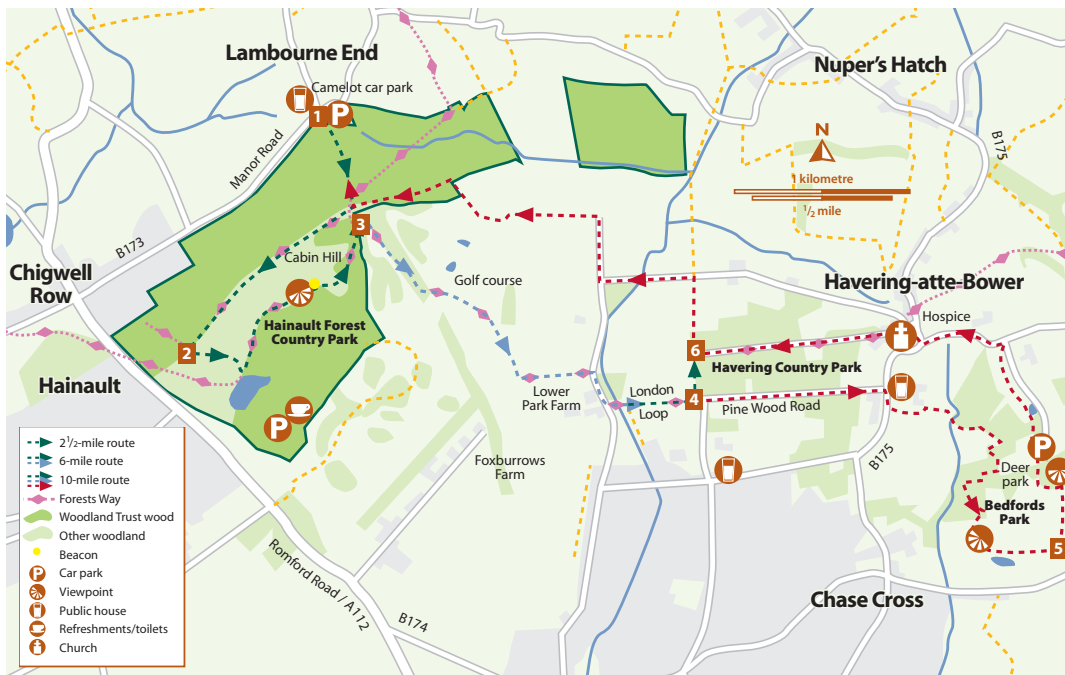 Lambourne End
Camelot car park
1
P
Manor Road
B173
Chigwell
Row
Hainault
3
Cabin Hill
Hainault Forest
Country Park
2
P
Golf course
Lower
Park Farm
London
Loop
Foxburrows
Farm
Romford Road / A112
B174
Nuper's Hatch
B175
N
1 kilometre
1/2 mile
Havering-atte-Bower
Hospice
6
Havering Country Park
4
Pine Wood Road
B175
P
Deer
park
Bedfords
Park
5
Chase Cross
2 1/2-mile route
6-mile route
10-mile route
Forests Way
Woodland Trust wood
Other woodland
Beacon
P
Car park
Viewpoint
Public house
Refreshments/toilets
Church